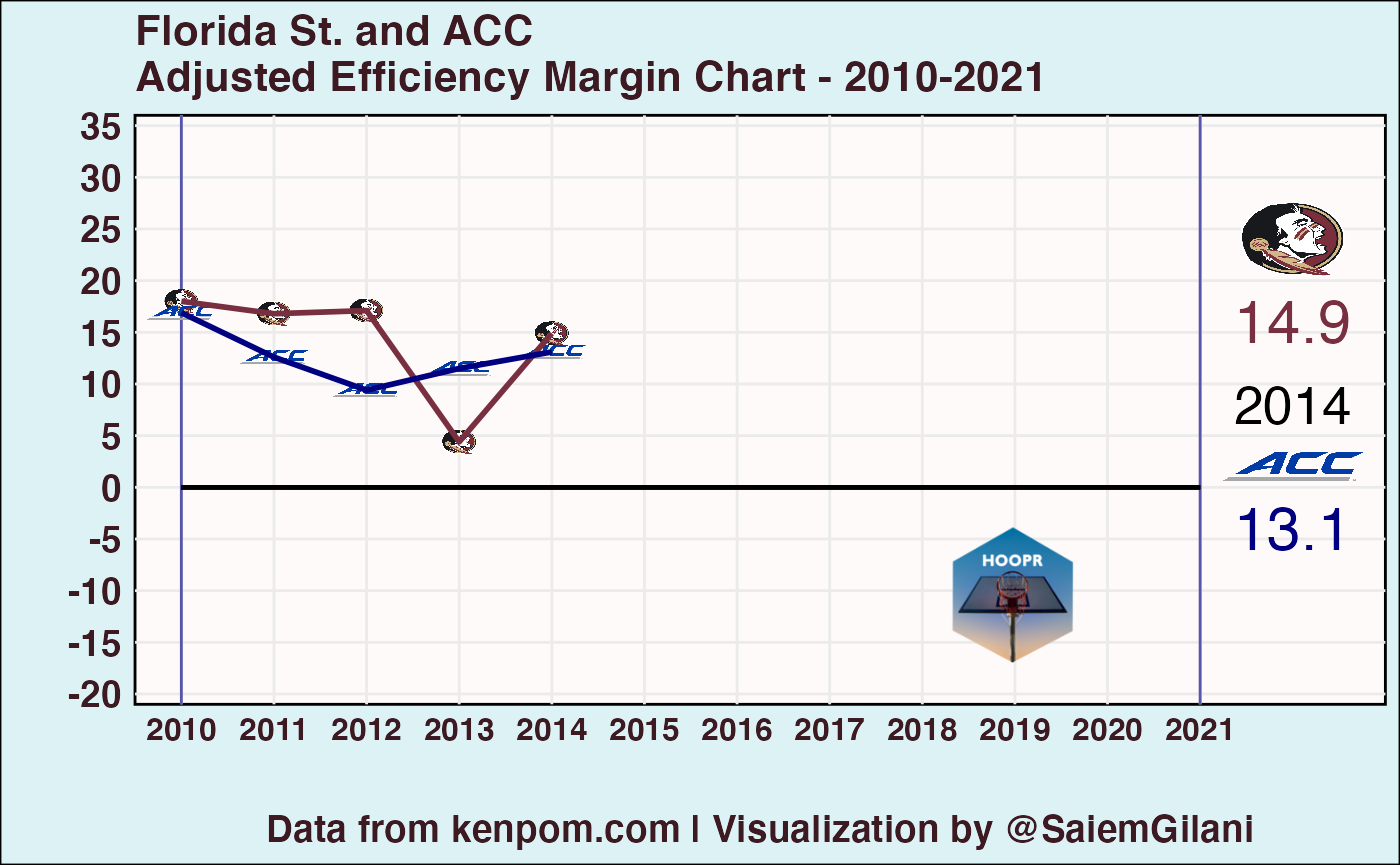 Florida St. and ACC
Adjusted Efficiency Margin Chart - 2010-2021
35
30
25
20
15
10
5
0
-5
-10
-15
-20
ACC
ACC
ACC
ACC
ACC
14.9
2014
ACC
13.1
HOOPR
2010 2011 2012 2013 2014 2015 2016 2017 2018 2019 2020 2021
Data from kenpom.com | Visualization by @SaiemGilani